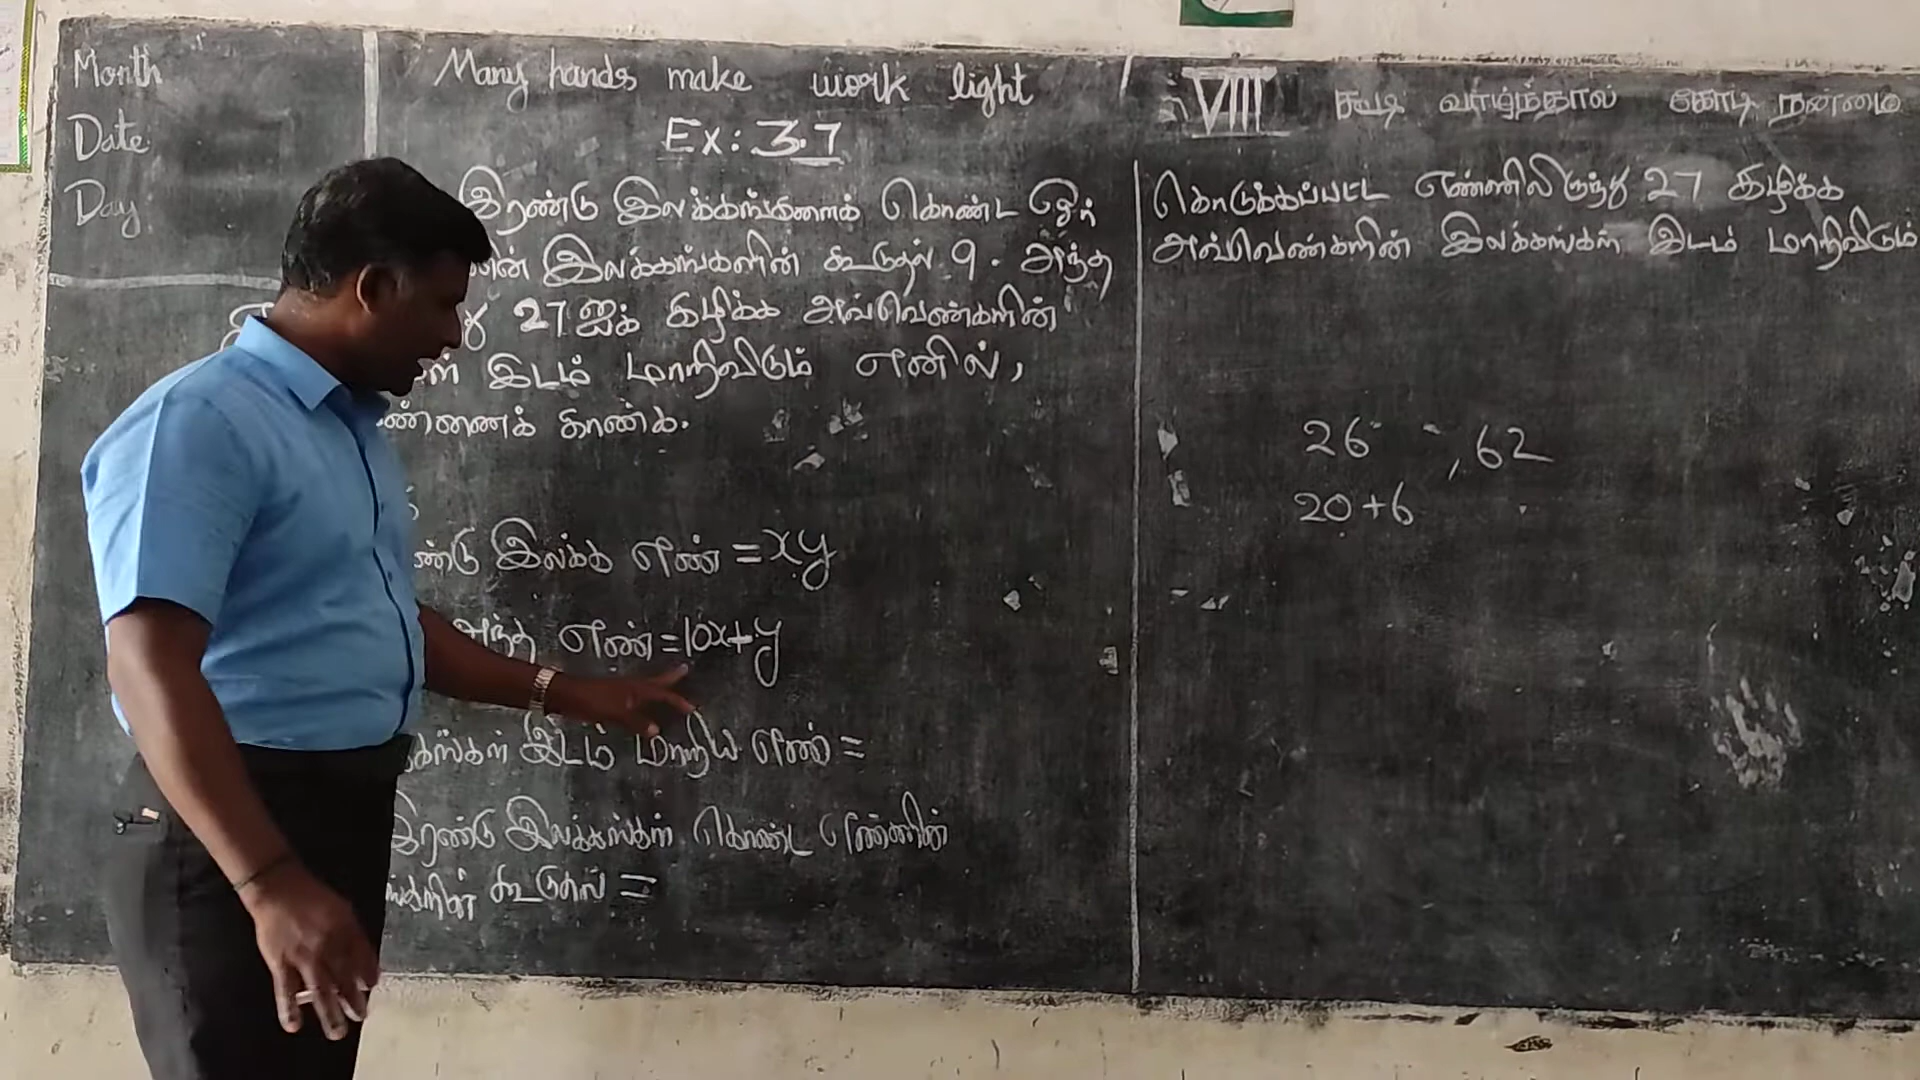 Month
Date
Day
Many hands make work light
Ex: 3.7
இரண்டு இலக்கங்களைக் கொண்ட ஓர்
இலக்கங்களின் கூடுதல் 9. அந்த
27 ஐக் கழிக்க அவ்வெண்களின்
இடம் மாறிவிடும் எனில்,
காண்க.
இலக்க எண் = xy
அந்த எண் = 10x+y
இடம் மாறிய எண் =
இரண்டு இலக்கங்கள் கொண்ட எண்ணின்
கூடுதல் =
VIII கூடி வாழ்ந்தால் கோடி நன்மை
கொடுக்கப்பட்ட எண்ணிலிருந்து 27 கழிக்க
அவ்வெண்களின் இலக்கங்கள் இடம் மாறிவிடும்
26 , 62
20+6